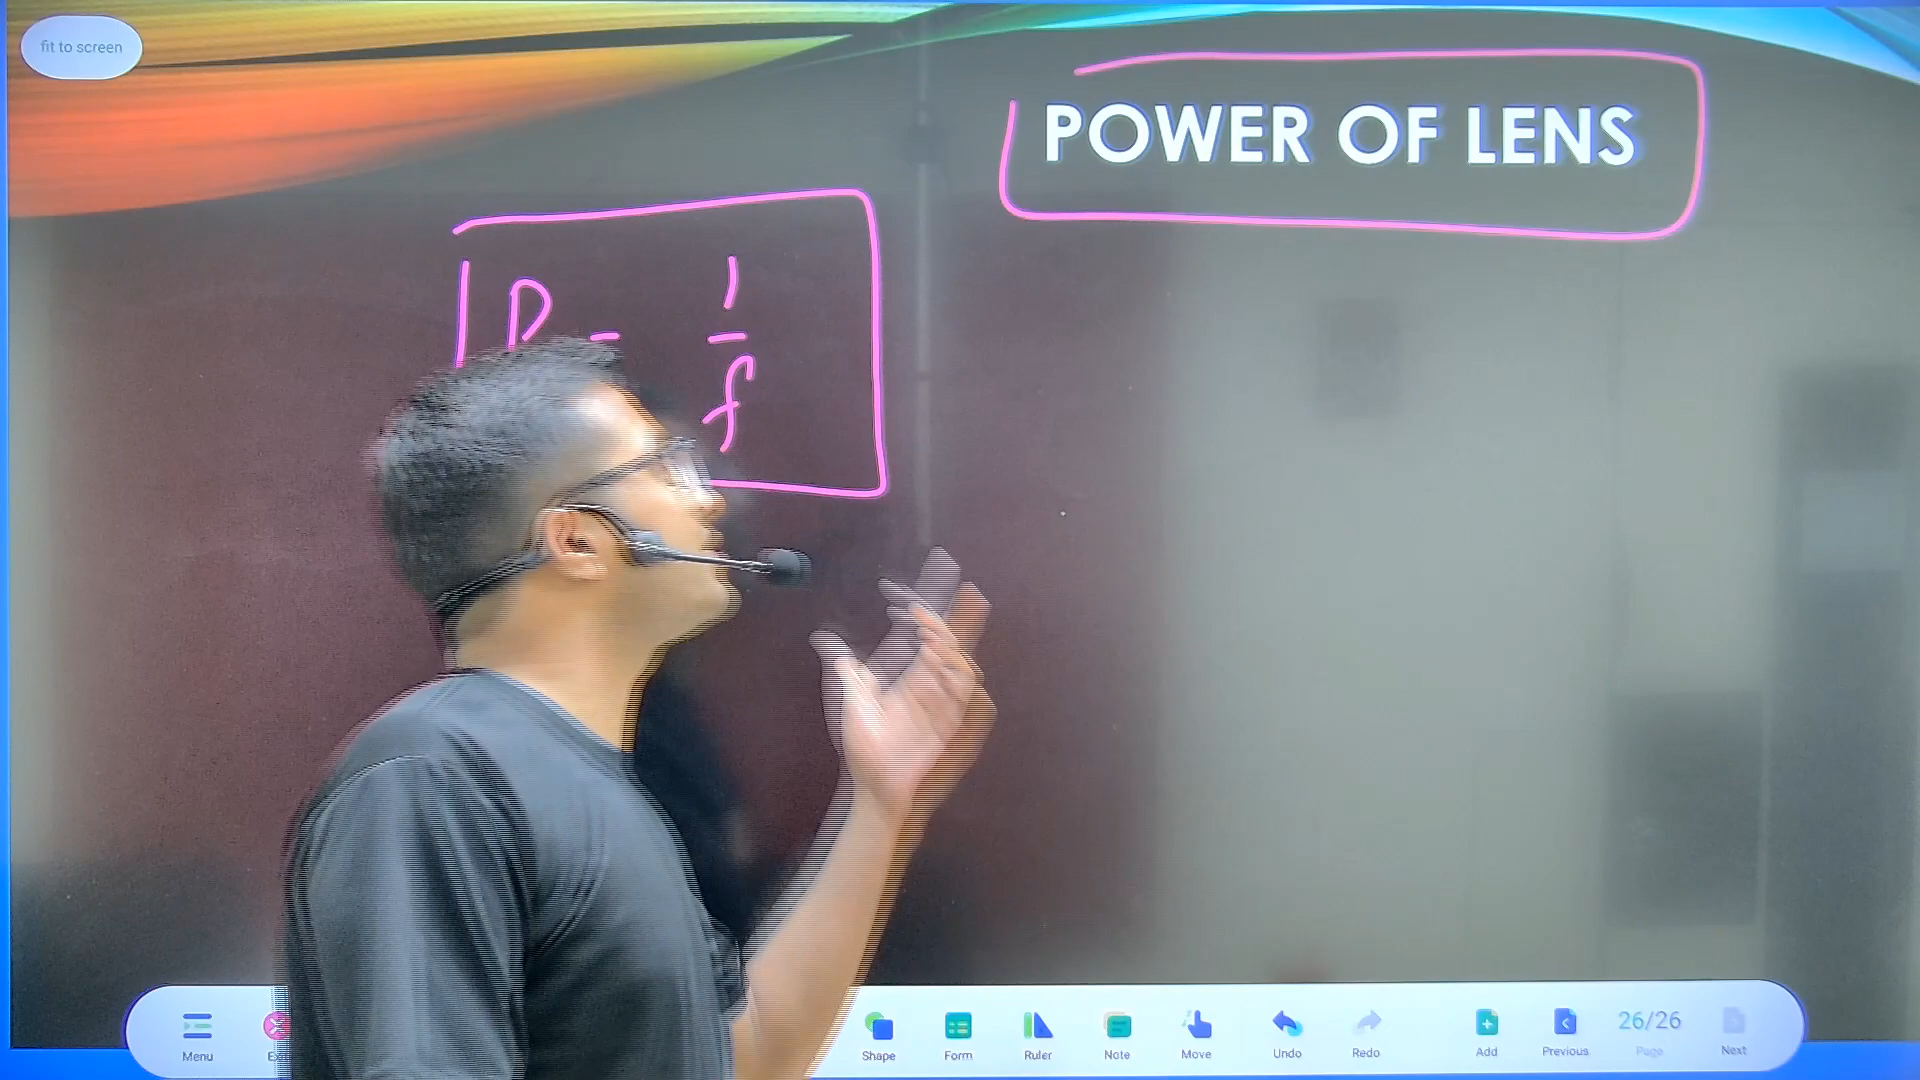 fit to screen
POWER OF LENS
P = 1/f
Menu
Shape
Form
Ruler
Note
Move
Undo
Redo
Add
Previous
26/26
Page
Next